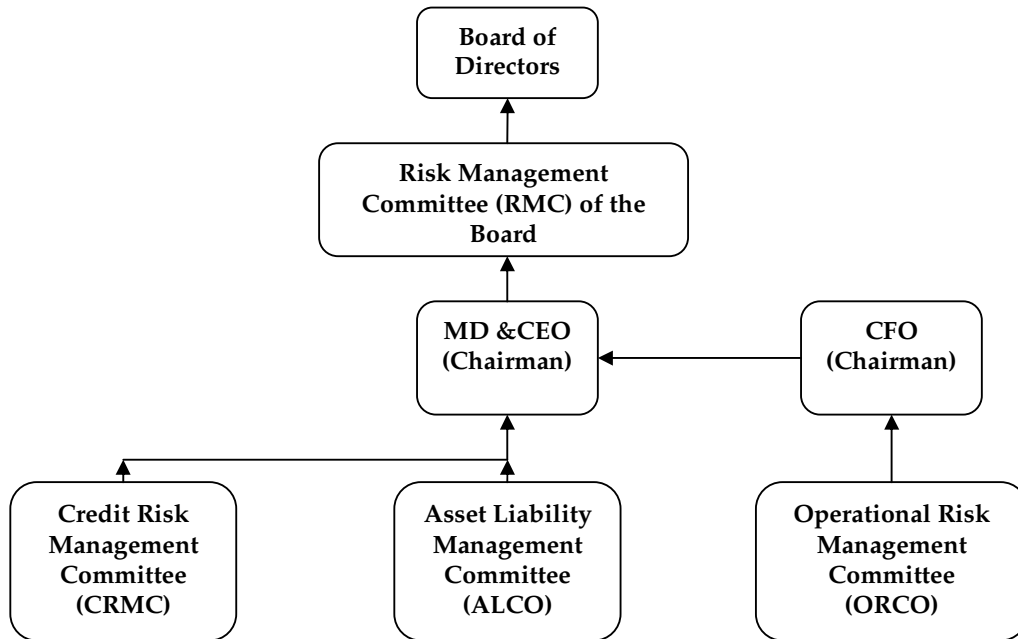 Board of
Directors
Risk Management
Committee (RMC) of the
Board
MD &CEO
(Chairman)
CFO
(Chairman)
Credit Risk
Management
Committee
(CRMC)
Asset Liability
Management
Committee
(ALCO)
Operational Risk
Management
Committee
(ORCO)